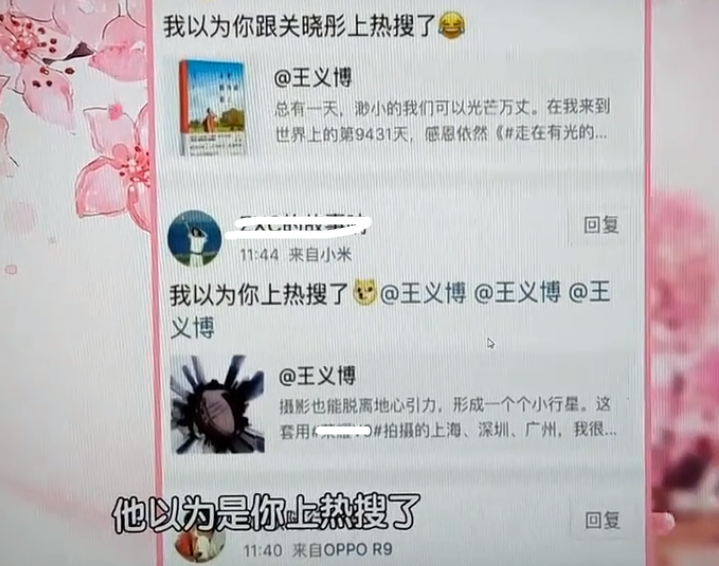 我以为你跟关晓彤上热搜了😂
@王义博
总有一天，渺小的我们可以光芒万丈。在我来到
世界上的第9431天，感恩依然《#走在有光的...
回复
11:44 来自小米
我以为你上热搜了@王义博 @王义博 @王
义博
@王义博
摄影也能脱离地心引力，形成一个个小行星。这
套用#
#拍摄的上海、深圳、广州，我很...
他以为是你上热搜了
回复
11:40 来自OPPO R9